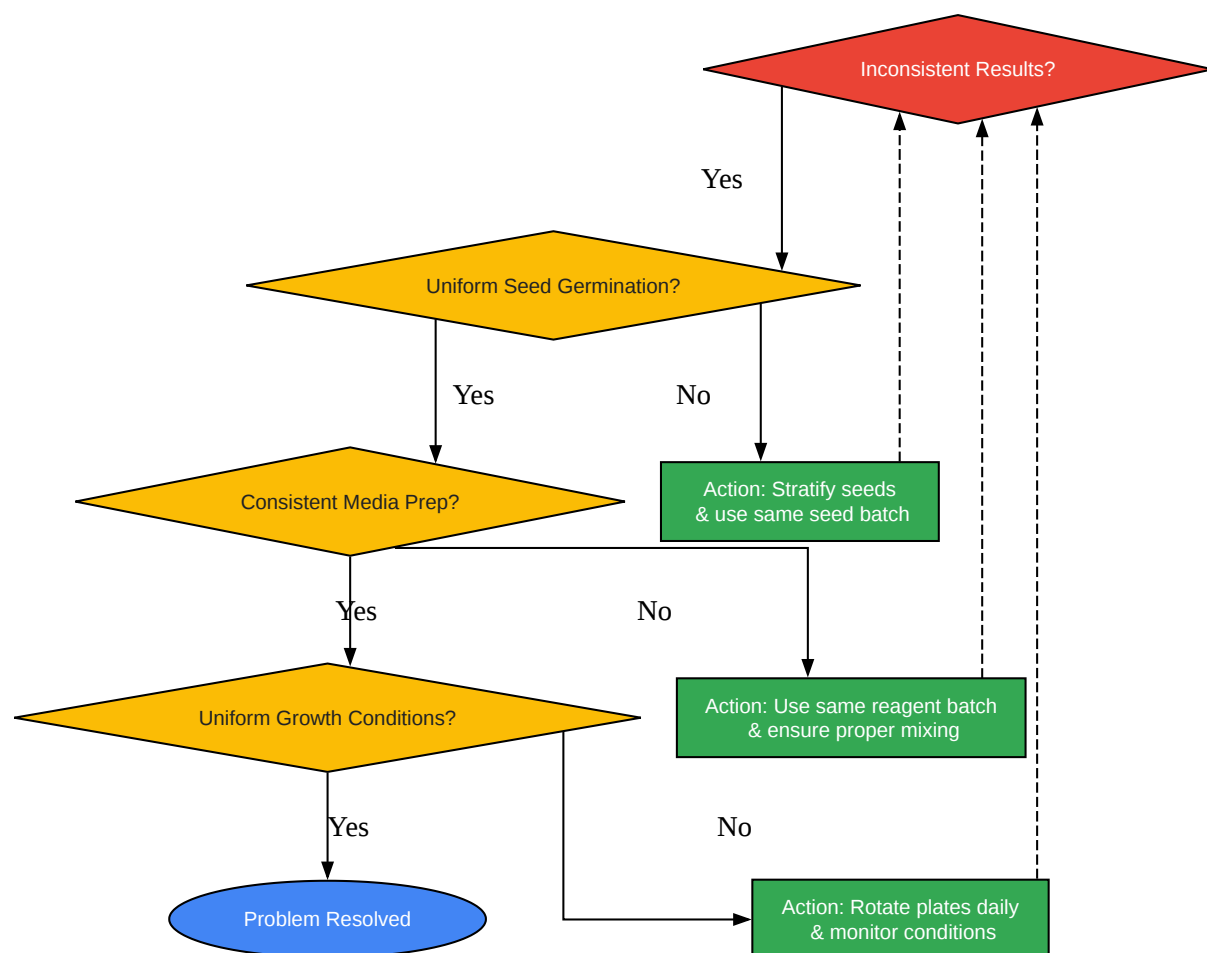 Inconsistent Results?
Yes
Uniform Seed Germination?
Yes
No
Consistent Media Prep?
Action: Stratify seeds
& use same seed batch
Yes
No
Uniform Growth Conditions?
Action: Use same reagent batch
& ensure proper mixing
Yes
No
Problem Resolved
Action: Rotate plates daily
& monitor conditions